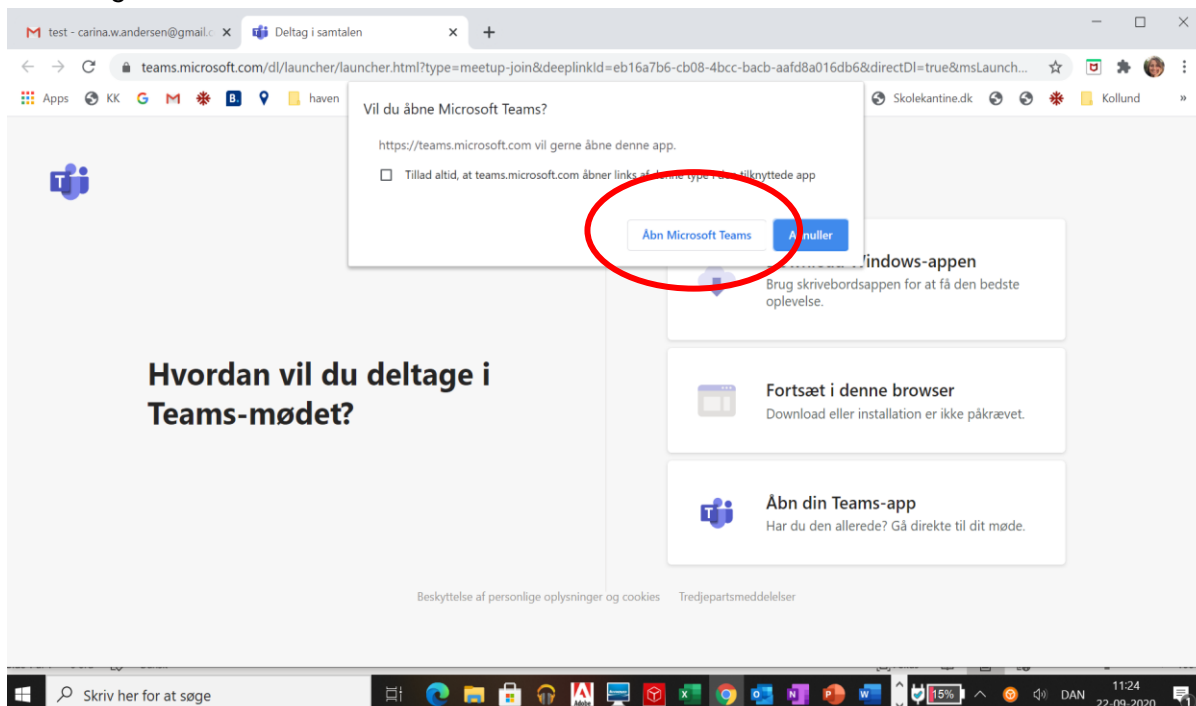 test - carina.w.andersen@gmail.c
Deltag i samtalen
teams.microsoft.com/dl/launcher/launcher.html?type=meetup-join&deeplinkId=eb16a7b6-cb08-4bcc-bacb-aafd8a016db6&directDl=true&msLaunch...
Apps KK haven Skolekantine.dk Kollund »
Vil du åbne Microsoft Teams?
https://teams.microsoft.com vil gerne åbne denne app.
Tillad altid, at teams.microsoft.com åbner links af denne type i den tilknyttede app
Åbn Microsoft Teams
Annuller
Download Windows-appen
Brug skrivebordsappen for at få den bedste
oplevelse.
Hvordan vil du deltage i
Teams-mødet?
Fortsæt i denne browser
Download eller installation er ikke påkrævet.
Åbn din Teams-app
Har du den allerede? Gå direkte til dit møde.
Beskyttelse af personlige oplysninger og cookies
Tredjepartsmeddelelser
Skriv her for at søge
15%
DAN
11:24
22-09-2020